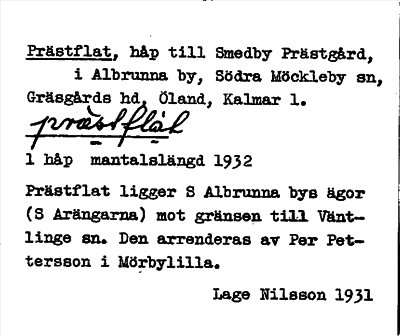 Prästflat, håp till Smedby Prästgård,
i Albrunna by, Södra Möckleby sn,
Gräsgårds hd, Öland, Kalmar l.
prästflat
1 håp mantalslängd 1932
Prästflat ligger S Albrunna bys ägor
(S Arängarna) mot gränsen till Vänt-
linge sn. Den arrenderas av Per Pet-
tersson i Mörbylilla.
Lage Nilsson 1931